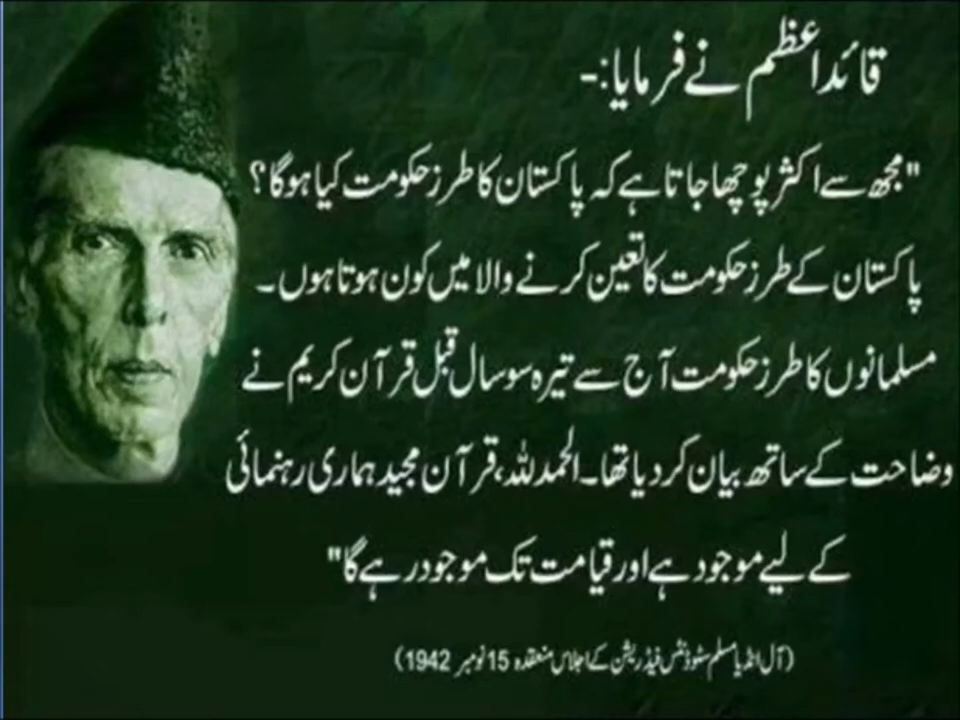 قائداعظم نے فرمایا:-
"مجھ سے اکثر پوچھا جاتا ہے کہ پاکستان کا طرز حکومت کیا ہوگا؟
پاکستان کے طرز حکومت کا تعین کرنے والا میں کون ہوتا ہوں۔
مسلمانوں کا طرز حکومت آج سے تیرہ سو سال قبل قرآن کریم نے
وضاحت کے ساتھ بیان کر دیا تھا۔ الحمدللہ، قرآن مجید ہماری رہنمائی
کے لیے موجود ہے اور قیامت تک موجود رہے گا"
(آل انڈیا مسلم سٹوڈنٹس فیڈریشن کے اجلاس منعقدہ 15 نومبر 1942)